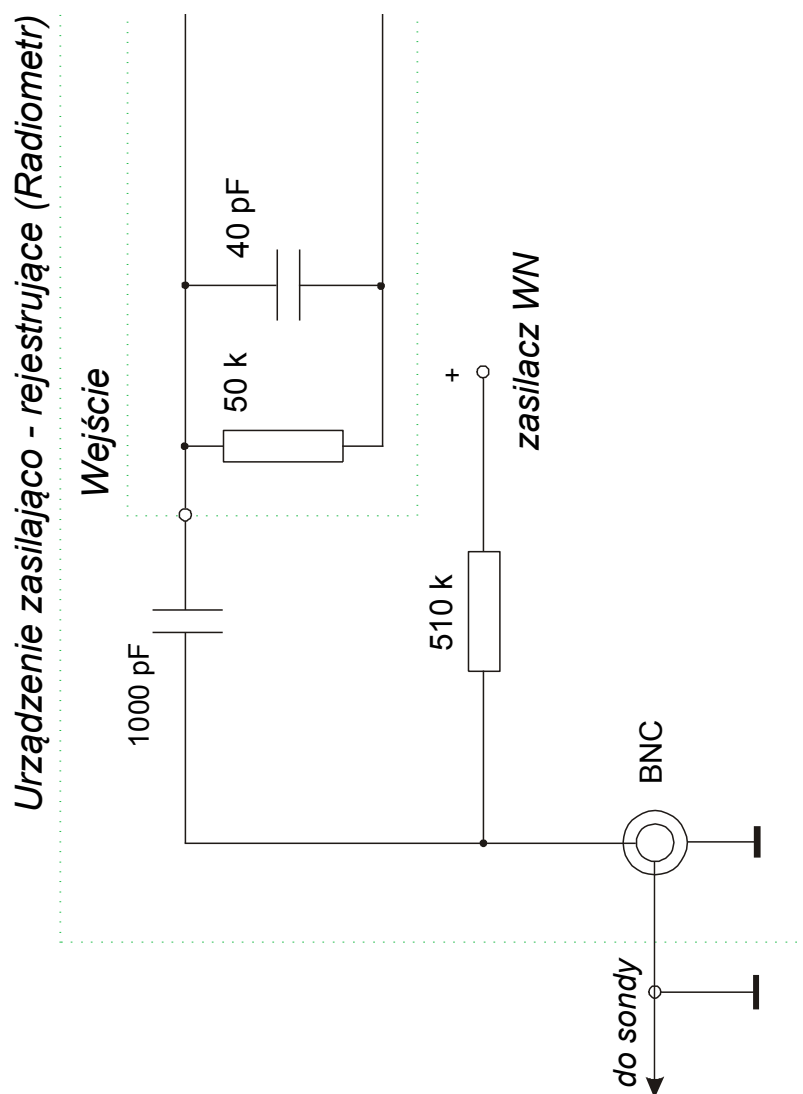 Urządzenie zasilająco - rejestrujące (Radiometr)
Wejście
1000 pF
50 k
40 pF
510 k
+
zasilacz WN
BNC
do sondy